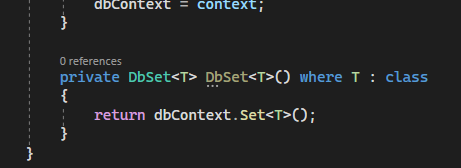 dbContext = context;
}
0 references
private DbSet<T> DbSet<T>() where T : class
{
return dbContext.Set<T>();
}
}